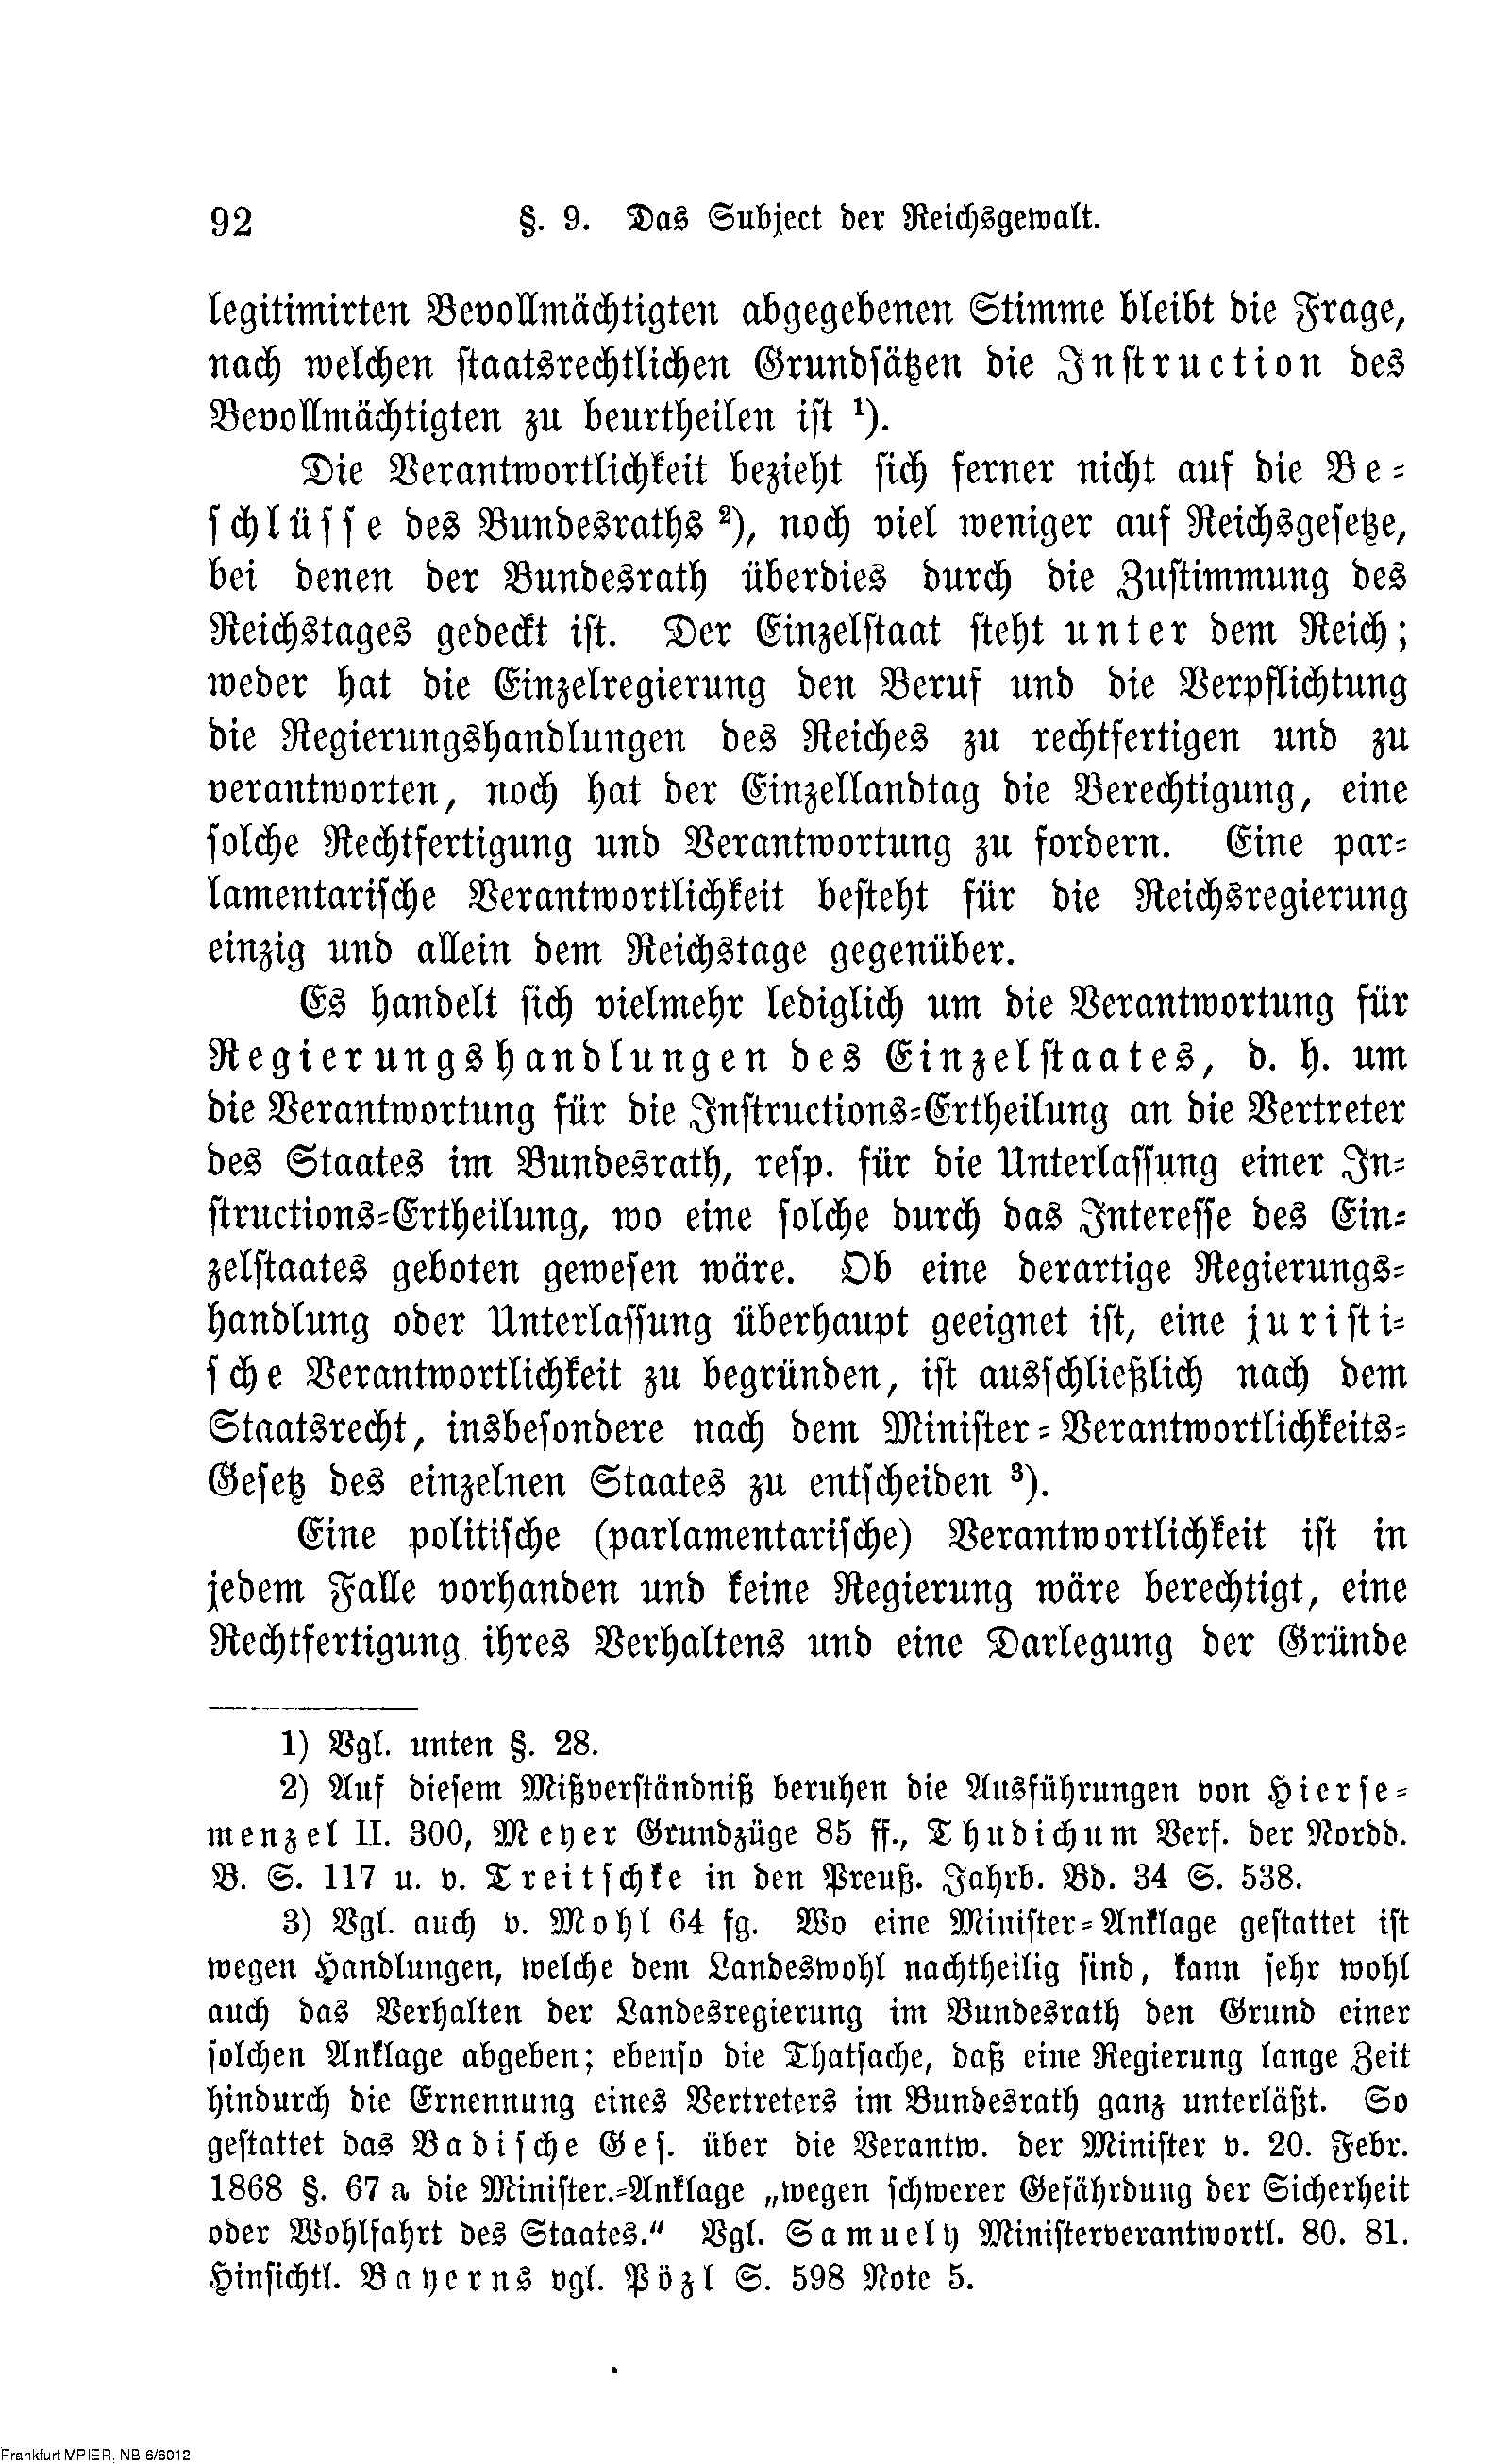 92 §. 9. Das Subject der Reichsgewalt.
legitimirten Bevollmächtigten abgegebenen Stimme bleibt die Frage,
nach welchen staatsrechtlichen Grundsätzen die Instruction des
Bevollmächtigten zu beurtheilen ist ¹).
Die Verantwortlichkeit bezieht sich ferner nicht auf die Be-
schlüsse des Bundesraths ²), noch viel weniger auf Reichsgesetze,
bei denen der Bundesrath überdies durch die Zustimmung des
Reichstages gedeckt ist. Der Einzelstaat steht unter dem Reich;
weder hat die Einzelregierung den Beruf und die Verpflichtung
die Regierungshandlungen des Reiches zu rechtfertigen und zu
verantworten, noch hat der Einzellandtag die Berechtigung, eine
solche Rechtfertigung und Verantwortung zu fordern. Eine par-
lamentarische Verantwortlichkeit besteht für die Reichsregierung
einzig und allein dem Reichstage gegenüber.
Es handelt sich vielmehr lediglich um die Verantwortung für
Regierungshandlungen des Einzelstaates, d. h. um
die Verantwortung für die Instructions-Ertheilung an die Vertreter
des Staates im Bundesrath, resp. für die Unterlassung einer In-
structions-Ertheilung, wo eine solche durch das Interesse des Ein-
zelstaates geboten gewesen wäre. Ob eine derartige Regierungs-
handlung oder Unterlassung überhaupt geeignet ist, eine juristi-
sche Verantwortlichkeit zu begründen, ist ausschließlich nach dem
Staatsrecht, insbesondere nach dem Minister-Verantwortlichkeits-
Gesetz des einzelnen Staates zu entscheiden ³).
Eine politische (parlamentarische) Verantwortlichkeit ist in
jedem Falle vorhanden und keine Regierung wäre berechtigt, eine
Rechtfertigung ihres Verhaltens und eine Darlegung der Gründe
1) Vgl. unten §. 28.
2) Auf diesem Mißverständniß beruhen die Ausführungen von Hierse-
menzel II. 300, Meyer Grundzüge 85 ff., Thudichum Verf. der Nordd.
B. S. 117 u. v. Treitschke in den Preuß. Jahrb. Bd. 34 S. 538.
3) Vgl. auch v. Mohl 64 fg. Wo eine Minister-Anklage gestattet ist
wegen Handlungen, welche dem Landeswohl nachtheilig sind, kann sehr wohl
auch das Verhalten der Landesregierung im Bundesrath den Grund einer
solchen Anklage abgeben; ebenso die Thatsache, daß eine Regierung lange Zeit
hindurch die Ernennung eines Vertreters im Bundesrath ganz unterläßt. So
gestattet das Badische Ges. über die Verantw. der Minister v. 20. Febr.
1868 §. 67 a die Minister.-Anklage „wegen schwerer Gefährdung der Sicherheit
oder Wohlfahrt des Staates." Vgl. Samuely Ministerverantwortl. 80. 81.
Hinsichtl. Bayerns vgl. Pözl S. 598 Note 5.
Frankfurt MPIER, NB 6/6012